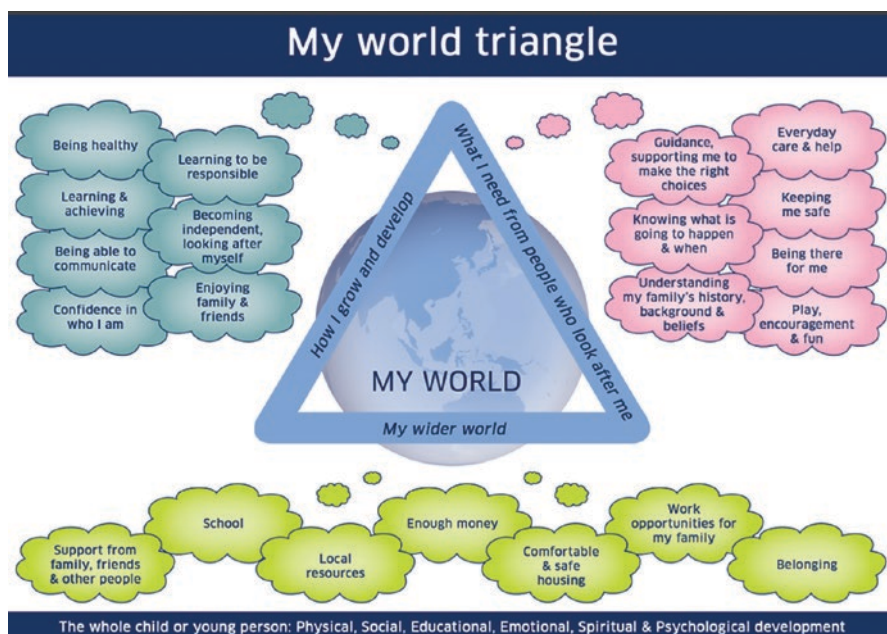 My world triangle
Being healthy
Learning to be
responsible
Learning &
achieving
Becoming
independent,
looking after
myself
Being able to
communicate
Enjoying
family &
friends
Confidence in
who I am
How I grow and develop
What I need from people who look after me
MY WORLD
My wider world
Guidance,
supporting me to
make the right
choices
Everyday
care & help
Knowing what is
going to happen
& when
Keeping
me safe
Being there
for me
Understanding
my family's history,
background &
beliefs
Play,
encouragement
& fun
Support from
family, friends
& other people
School
Local
resources
Enough money
Comfortable
& safe
housing
Work
opportunities for
my family
Belonging
The whole child or young person: Physical, Social, Educational, Emotional, Spiritual & Psychological development